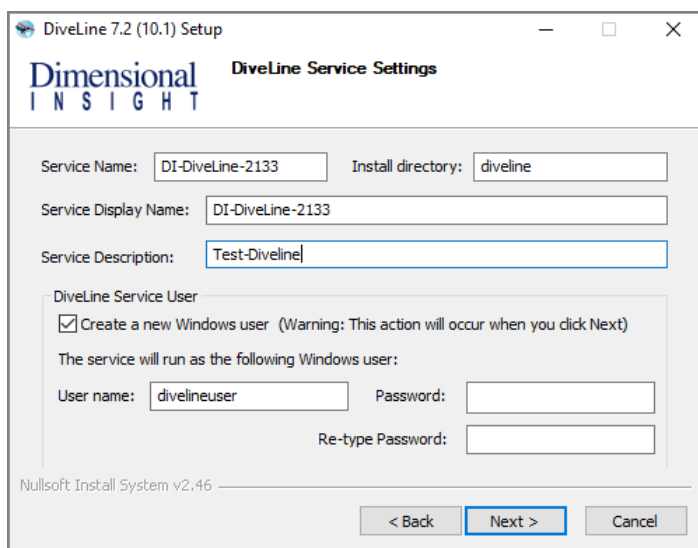 DiveLine 7.2 (10.1) Setup
Dimensional
INSIGHT
DiveLine Service Settings
Service Name: DI-DiveLine-2133 Install directory: diveline
Service Display Name: DI-DiveLine-2133
Service Description: Test-Diveline
DiveLine Service User
Create a new Windows user (Warning: This action will occur when you click Next)
The service will run as the following Windows user:
User name: divelineuser Password:
Re-type Password:
Nullsoft Install System v2.46
< Back Next > Cancel